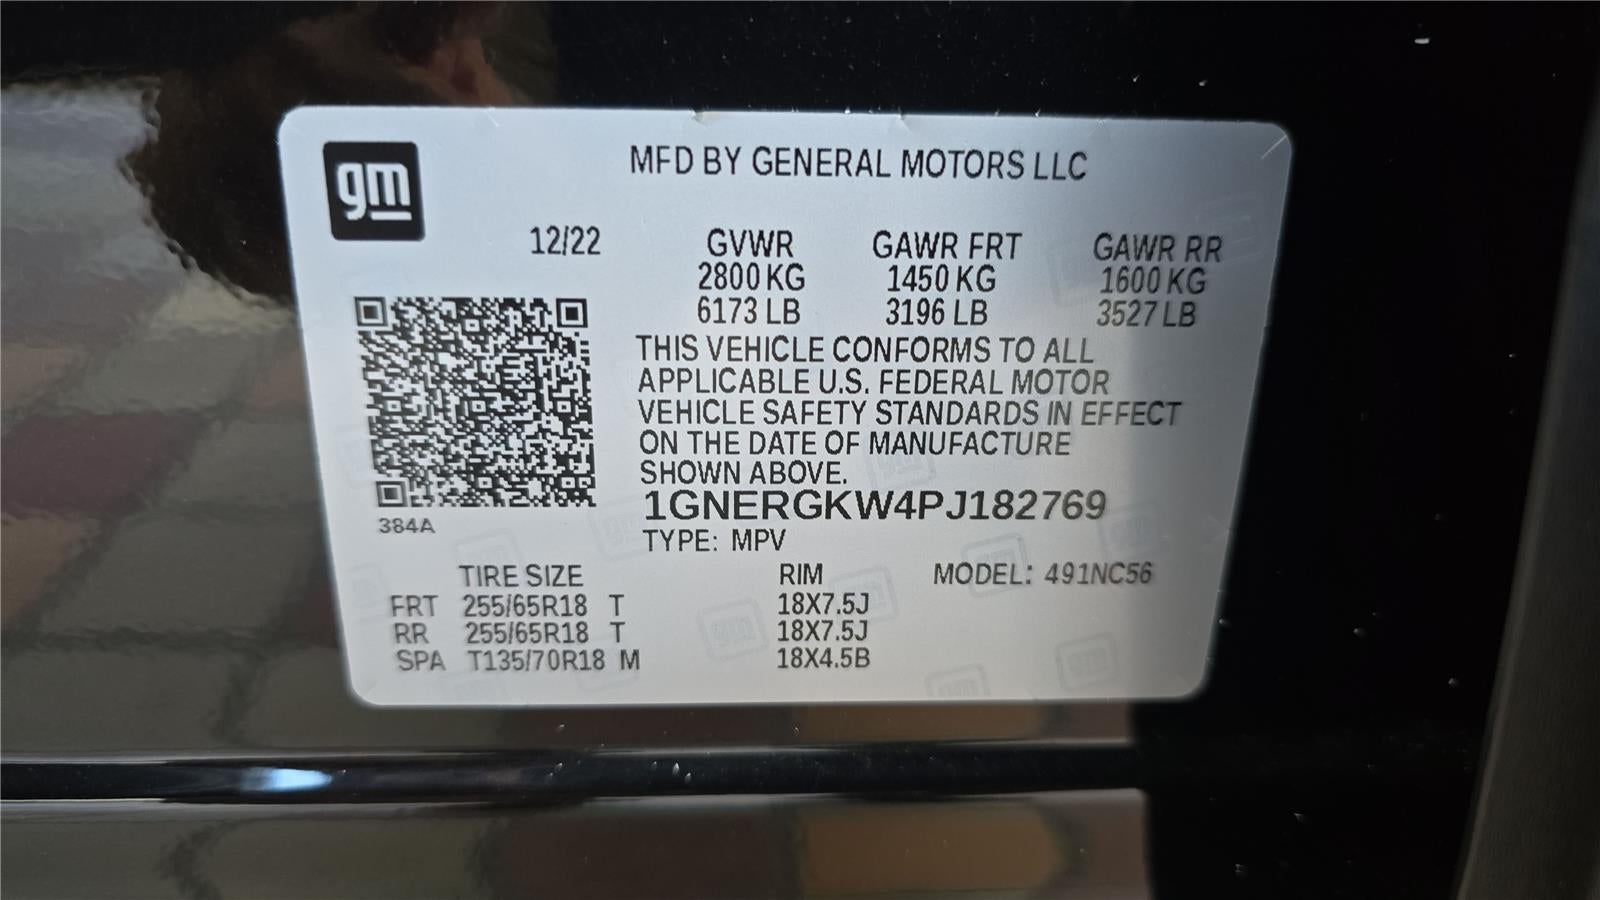 gm
MFD BY GENERAL MOTORS LLC
12/22 GVWR GAWR FRT GAWR RR
2800 KG 1450 KG 1600 KG
6173 LB 3196 LB 3527 LB
THIS VEHICLE CONFORMS TO ALL
APPLICABLE U.S. FEDERAL MOTOR
VEHICLE SAFETY STANDARDS IN EFFECT
ON THE DATE OF MANUFACTURE
SHOWN ABOVE.
1GNERGKW4PJ182769
384A
TYPE: MPV
TIRE SIZE RIM MODEL: 491NC56
FRT 255/65R18 T 18X7.5J
RR 255/65R18 T 18X7.5J
SPA T135/70R18 M 18X4.5B